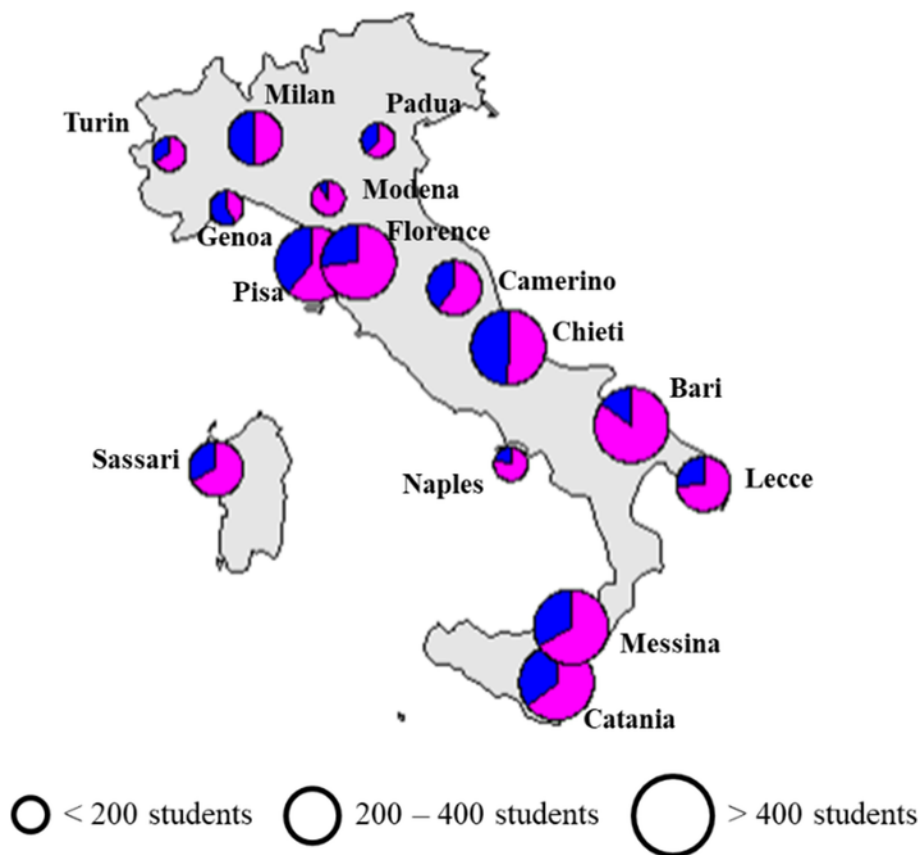 Milan
Padua
Turin
Modena
Florence
Genoa
Camerino
Pisa
Chieti
Bari
Sassari
Naples
Lecce
Messina
Catania
< 200 students
200 – 400 students
> 400 students